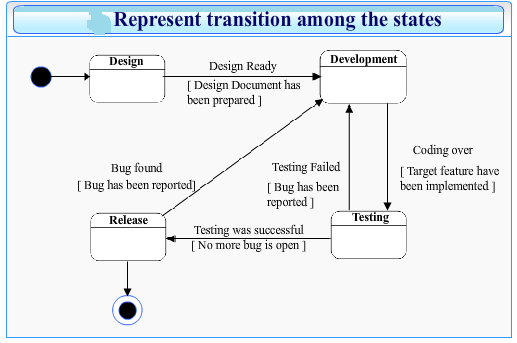 Represent transition among the states
Design
Development
Design Ready
[ Design Document has
been prepared ]
Coding over
[ Target feature have
been implemented ]
Testing Failed
[ Bug has been
reported ]
Bug found
[ Bug has been reported]
Release
Testing
Testing was successful
[ No more bug is open ]